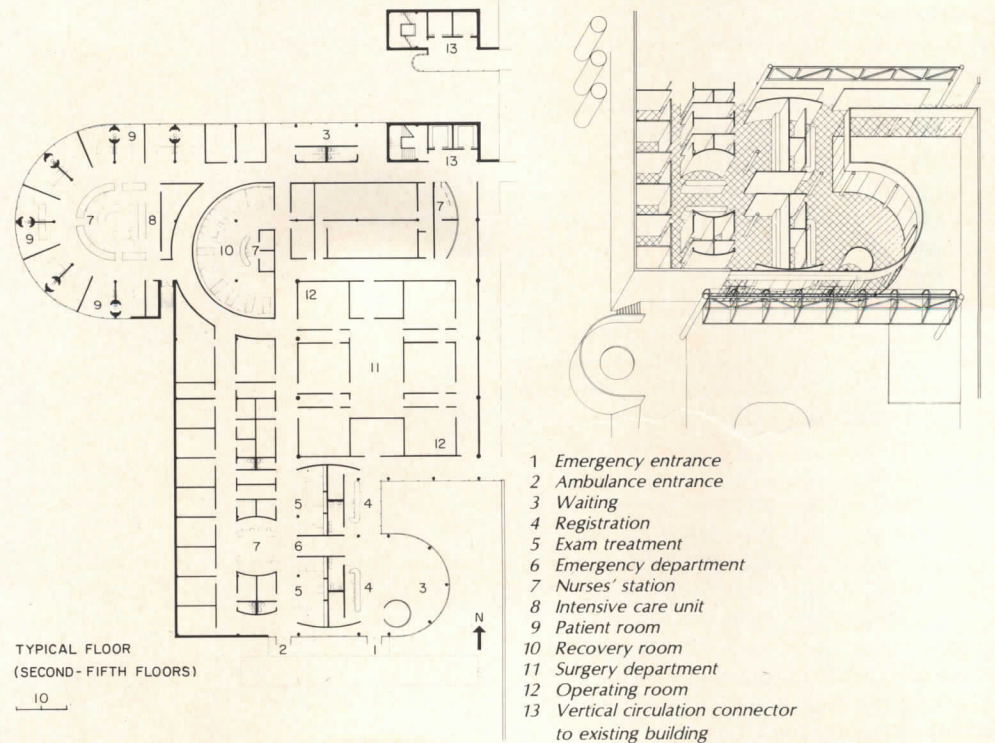 13
9
3
13
7
8
7
9
10
7
12
11
9
12
5
4
7
6
5
4
3
N
2
1
TYPICAL FLOOR
(SECOND-FIFTH FLOORS)
10
1 Emergency entrance
2 Ambulance entrance
3 Waiting
4 Registration
5 Exam treatment
6 Emergency department
7 Nurses' station
8 Intensive care unit
9 Patient room
10 Recovery room
11 Surgery department
12 Operating room
13 Vertical circulation connector
to existing building